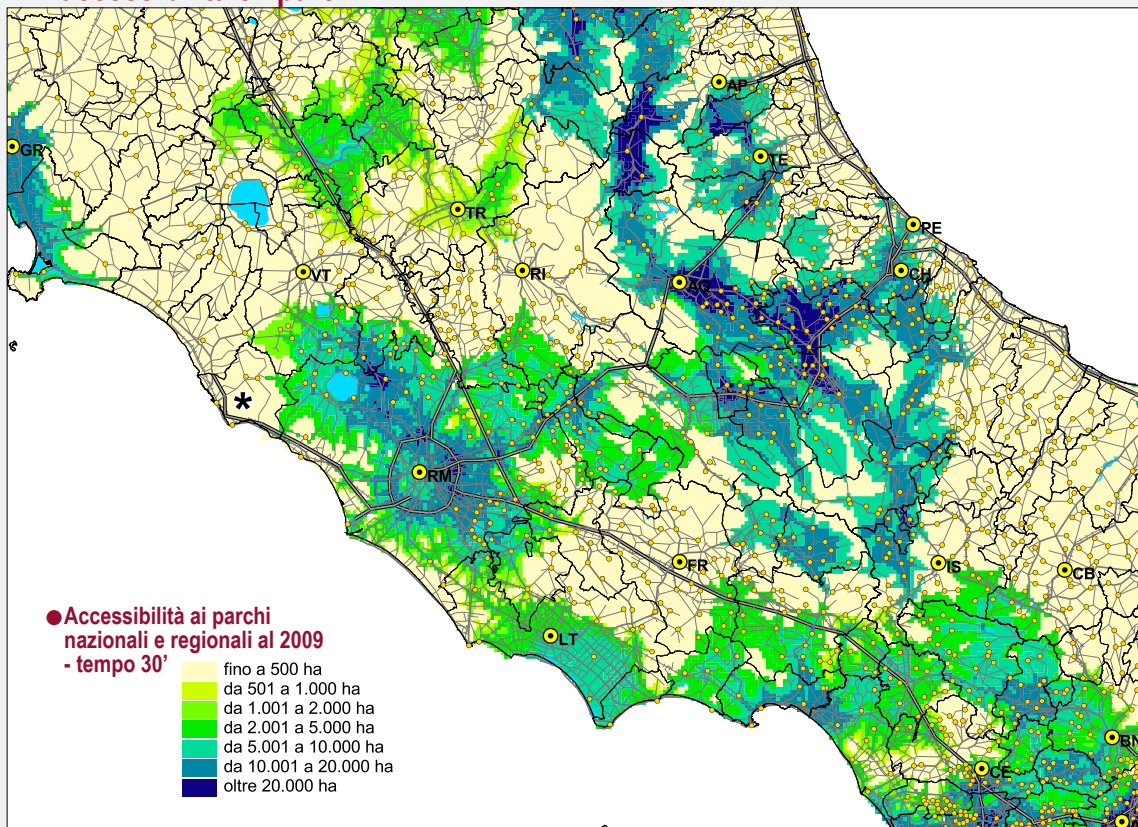 GR
AP
TE
TR
PE
VT
RI
AQ
CH
*
RM
FR
IS
CB
LT
BN
CE
● Accessibilità ai parchi
nazionali e regionali al 2009
- tempo 30'
fino a 500 ha
da 501 a 1.000 ha
da 1.001 a 2.000 ha
da 2.001 a 5.000 ha
da 5.001 a 10.000 ha
da 10.001 a 20.000 ha
oltre 20.000 ha